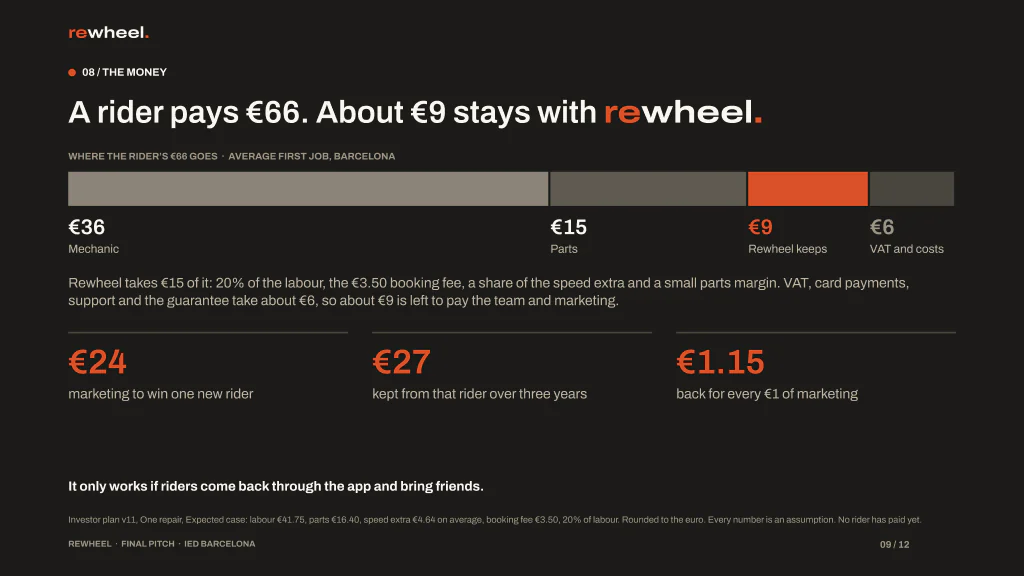 rewheel.
08 / THE MONEY
A rider pays €66. About €9 stays with rewheel.
WHERE THE RIDER'S €66 GOES · AVERAGE FIRST JOB, BARCELONA
€36 €15 €9 €6
Mechanic Parts Rewheel keeps VAT and costs
Rewheel takes €15 of it: 20% of the labour, the €3.50 booking fee, a share of the speed extra and a small parts margin. VAT, card payments,
support and the guarantee take about €6, so about €9 is left to pay the team and marketing.
€24 €27 €1.15
marketing to win one new rider kept from that rider over three years back for every €1 of marketing
It only works if riders come back through the app and bring friends.
Investor plan v11, One repair, Expected case: labour €41.75, parts €16.40, speed extra €4.64 on average, booking fee €3.50, 20% of labour. Rounded to the euro. Every number is an assumption. No rider has paid yet.
REWHEEL · FINAL PITCH · IED BARCELONA 09 / 12